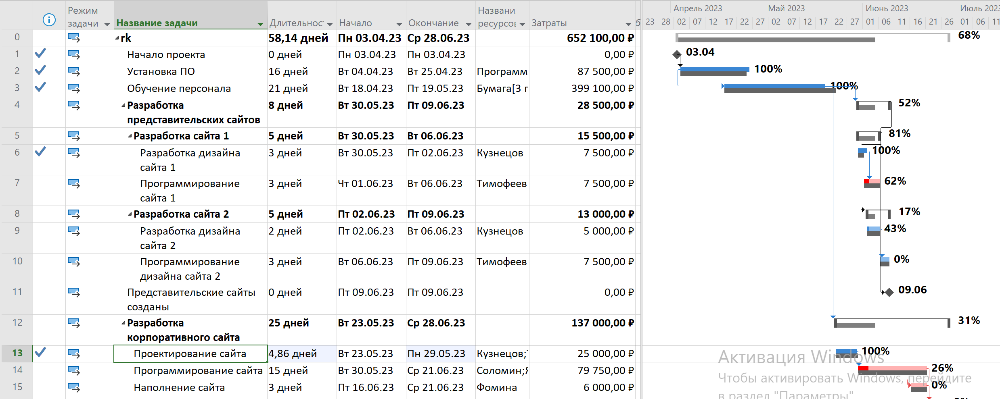 Режим задачи Название задачи Длительнос Начало Окончание Названия ресурсов Затраты
Апрель 2023 Май 2023 Июнь 2023 Июль 2023
23 28 02 07 12 17 22 27 02 07 12 17 22 27 01 06 11 16 21 26 01 06 11
0 rk 58,14 дней Пн 03.04.23 Ср 28.06.23 652 100,00 ₽ 68%
1 Начало проекта 0 дней Пн 03.04.23 Пн 03.04.23 0,00 ₽ 03.04
2 Установка ПО 16 дней Вт 04.04.23 Вт 25.04.23 Программ 87 500,00 ₽ 100%
3 Обучение персонала 21 дней Вт 18.04.23 Пт 19.05.23 Бумага[3 г 399 100,00 ₽ 100%
4 Разработка представительских сайтов 8 дней Вт 30.05.23 Пт 09.06.23 28 500,00 ₽ 52%
5 Разработка сайта 1 5 дней Вт 30.05.23 Вт 06.06.23 15 500,00 ₽ 81%
6 Разработка дизайна сайта 1 3 дней Вт 30.05.23 Пт 02.06.23 Кузнецов 7 500,00 ₽ 100%
7 Программирование сайта 1 3 дней Чт 01.06.23 Вт 06.06.23 Тимофеев 7 500,00 ₽ 62%
8 Разработка сайта 2 5 дней Пт 02.06.23 Пт 09.06.23 13 000,00 ₽ 17%
9 Разработка дизайна сайта 2 2 дней Пт 02.06.23 Вт 06.06.23 Кузнецов 5 000,00 ₽ 43%
10 Программирование дизайна сайта 2 3 дней Вт 06.06.23 Пт 09.06.23 Тимофеев 7 500,00 ₽ 0%
11 Представительские сайты созданы 0 дней Пт 09.06.23 Пт 09.06.23 0,00 ₽ 09.06
12 Разработка корпоративного сайта 25 дней Вт 23.05.23 Ср 28.06.23 137 000,00 ₽ 31%
13 Проектирование сайта 4,86 дней Вт 23.05.23 Пн 29.05.23 Кузнецов; 25 000,00 ₽ 100%
14 Программирование сайта 15 дней Вт 30.05.23 Ср 21.06.23 Соломин;Я 79 750,00 ₽ 26%
15 Наполнение сайта 3 дней Пт 16.06.23 Ср 21.06.23 Фомина 6 000,00 ₽ 0%
Активация Windows
Чтобы активировать Windows, перейдите
в раздел "Параметры"